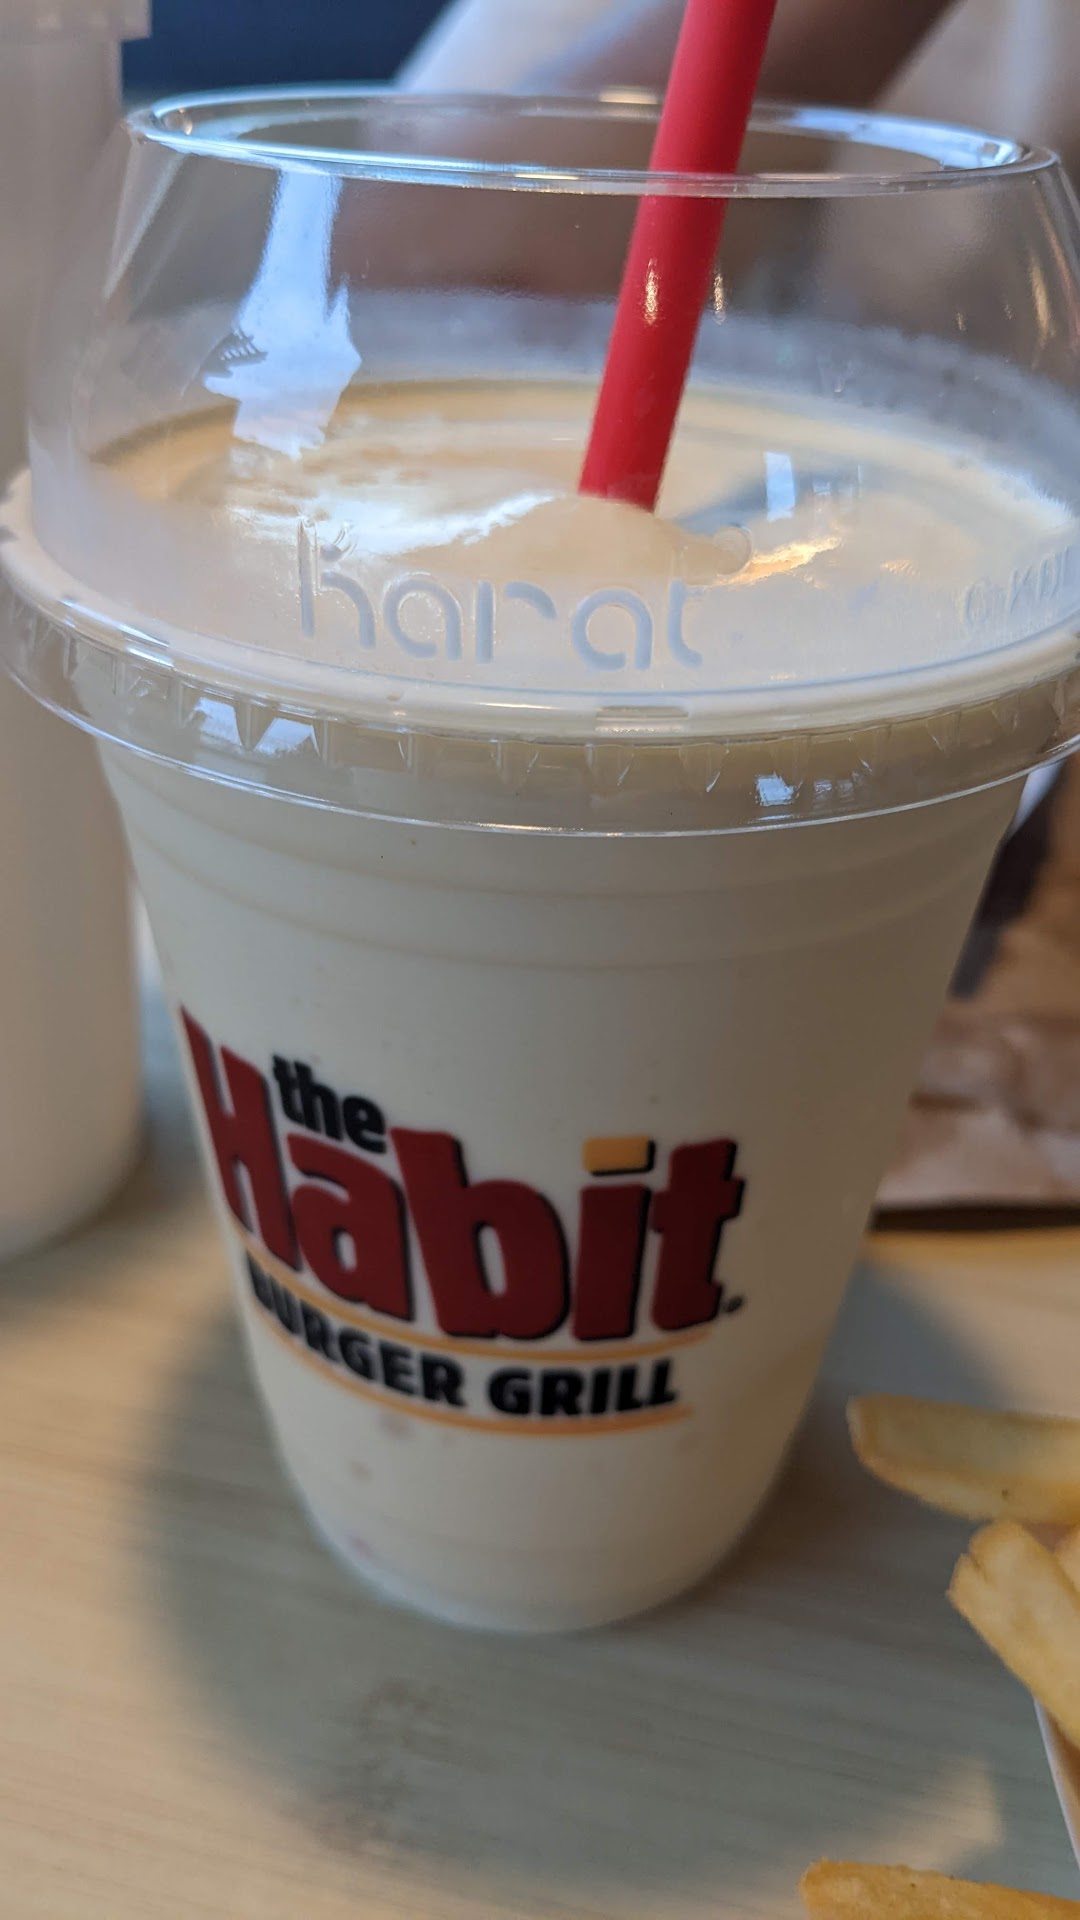 karat®
the
Habit
BURGER GRILL